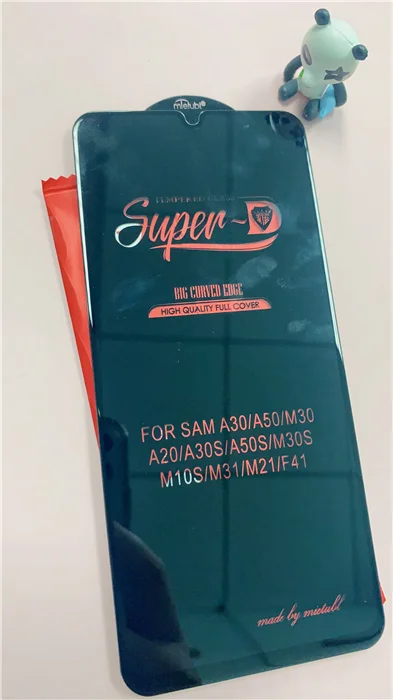 mietubl
TEMPERED GLASS
Super-D
BIG CURVED EDGE
HIGH QUALITY FULL COVER
FOR SAM A30/A50/M30
A20/A30S/A50S/M30S
M10S/M31/M21/F41
made by mietubl